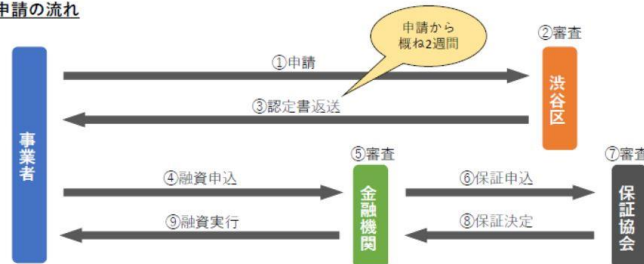 申請の流れ
申請から
概ね2週間
②審査
①申請
渋谷区
③認定書返送
事業者
⑤審査
⑦審査
④融資申込
⑥保証申込
金融機関
保証協会
⑨融資実行
⑧保証決定